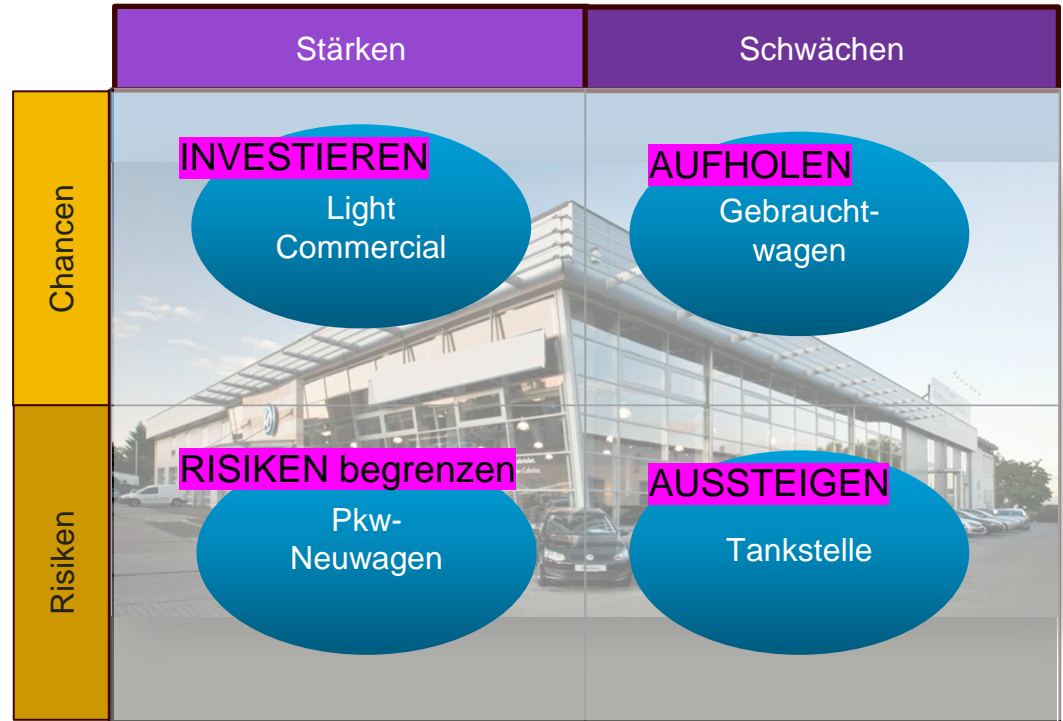 Stärken
Schwächen
Chancen
INVESTIEREN
Light
Commercial
AUFHOLEN
Gebraucht-
wagen
Risiken
RISIKEN begrenzen
Pkw-
Neuwagen
AUSSTEIGEN
Tankstelle